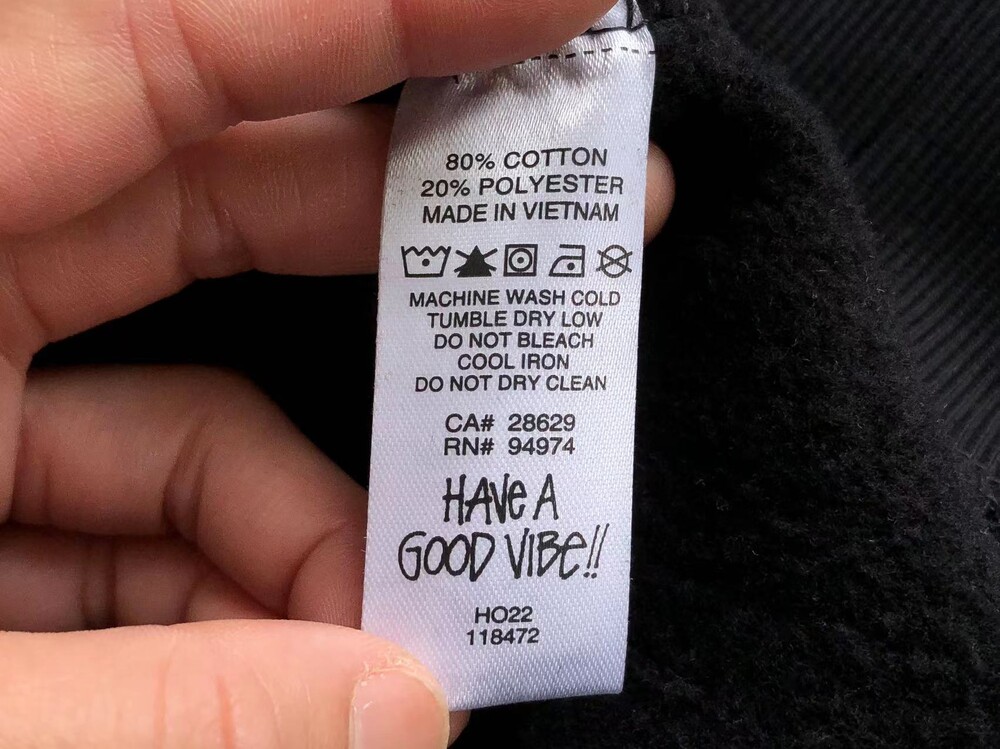 80% COTTON
20% POLYESTER
MADE IN VIETNAM
MACHINE WASH COLD
TUMBLE DRY LOW
DO NOT BLEACH
COOL IRON
DO NOT DRY CLEAN
CA# 28629
RN# 94974
HAVe A
GOOD VIBe!!
HO22
118472